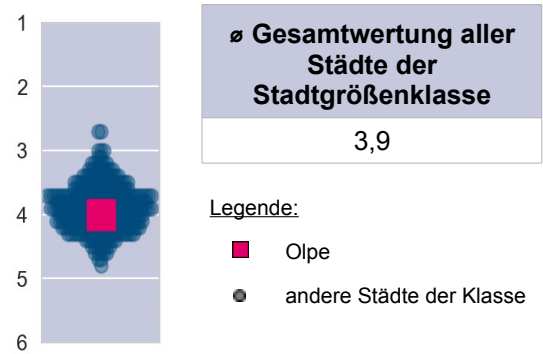 1
2
3
4
5
6
ø Gesamtwertung aller
Städte der
Stadtgrößenklasse
3,9
Legende:
Olpe
andere Städte der Klasse